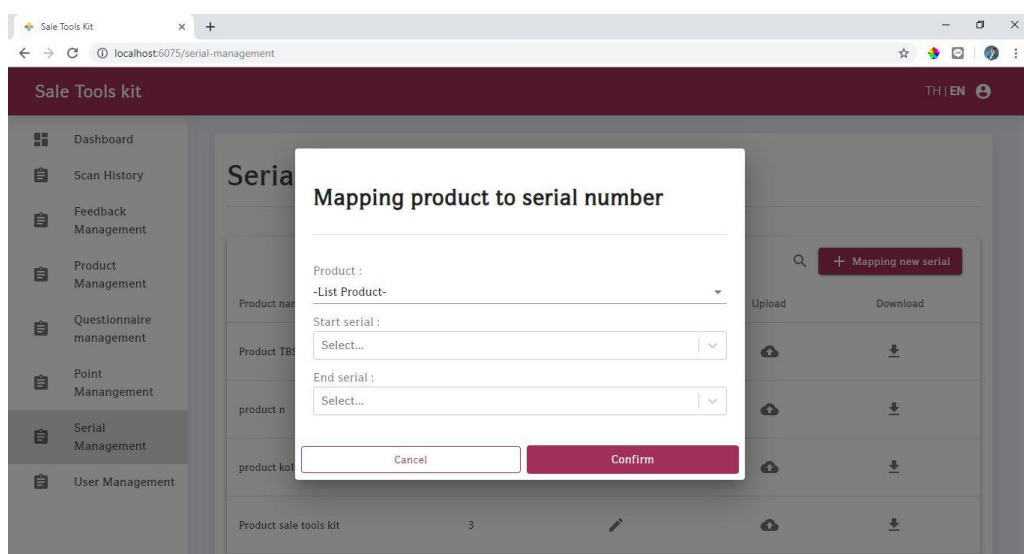 Sale Tools Kit
localhost:6075/serial-management
Sale Tools kit
TH | EN
Dashboard
Scan History
Feedback
Management
Product
Management
Questionnaire
management
Point
Manangement
Serial
Management
User Management
Seria
Mapping new serial
Product nam
Upload
Download
Product TBS
product n
product kol
Product sale tools kit
3
Mapping product to serial number
Product :
-List Product-
Start serial :
Select...
End serial :
Select...
Cancel
Confirm